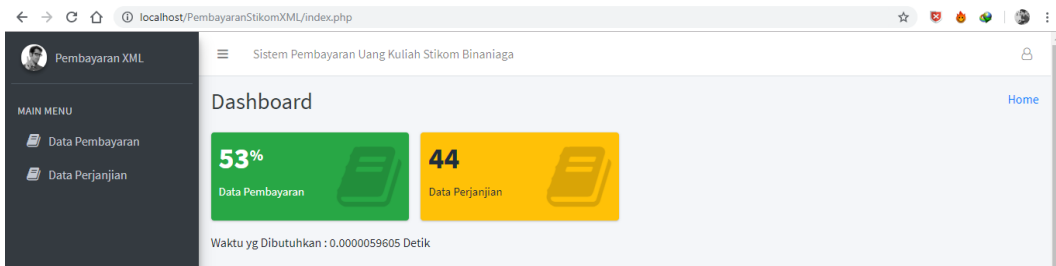 localhost/PembayaranStikomXML/index.php
Pembayaran XML
Sistem Pembayaran Uang Kuliah Stikom Binaniaga
MAIN MENU
Data Pembayaran
Data Perjanjian
Dashboard
Home
53%
Data Pembayaran
44
Data Perjanjian
Waktu yg Dibutuhkan : 0.0000059605 Detik